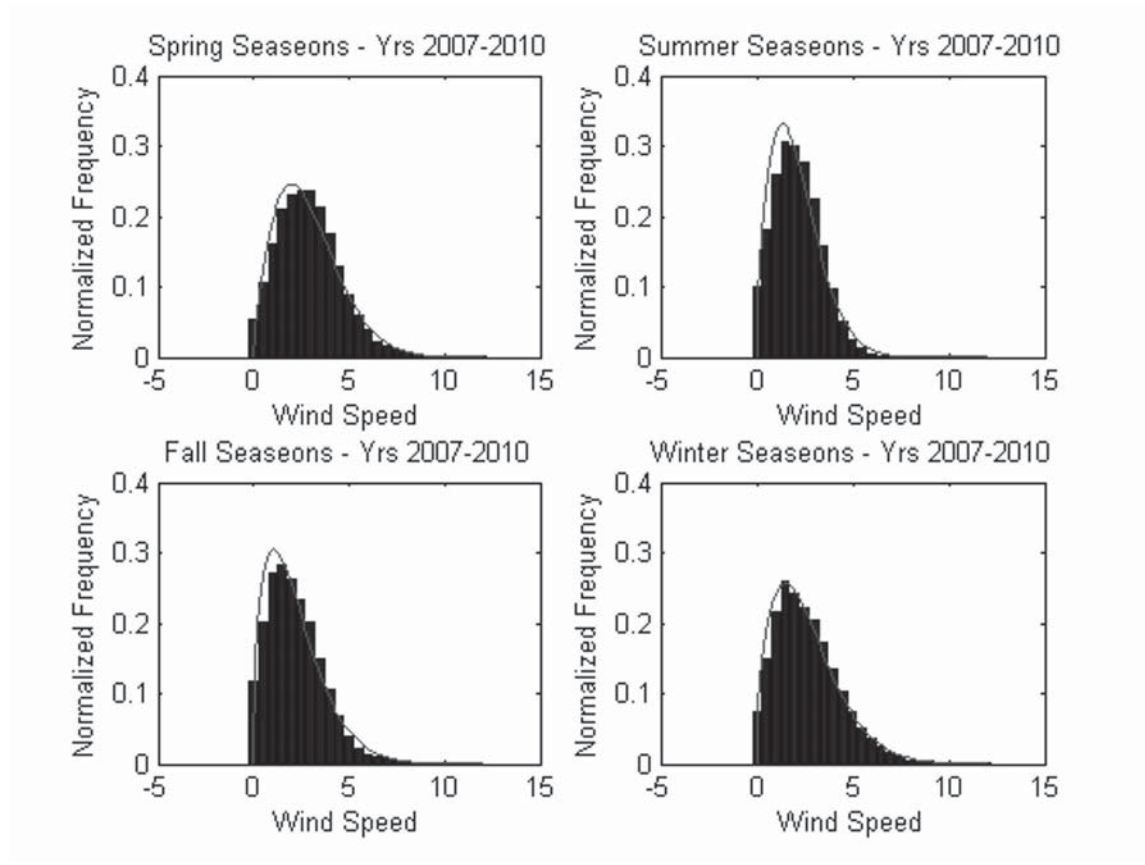 Spring Seaseons - Yrs 2007-2010
Normalized Frequency
0.4
0.3
0.2
0.1
0
-5 0 5 10 15
Wind Speed
Summer Seaseons - Yrs 2007-2010
Normalized Frequency
0.4
0.3
0.2
0.1
0
-5 0 5 10 15
Wind Speed
Fall Seaseons - Yrs 2007-2010
Normalized Frequency
0.4
0.3
0.2
0.1
0
-5 0 5 10 15
Wind Speed
Winter Seaseons - Yrs 2007-2010
Normalized Frequency
0.4
0.3
0.2
0.1
0
-5 0 5 10 15
Wind Speed